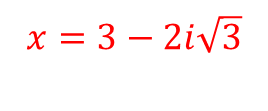 x = 3 − 2i√3